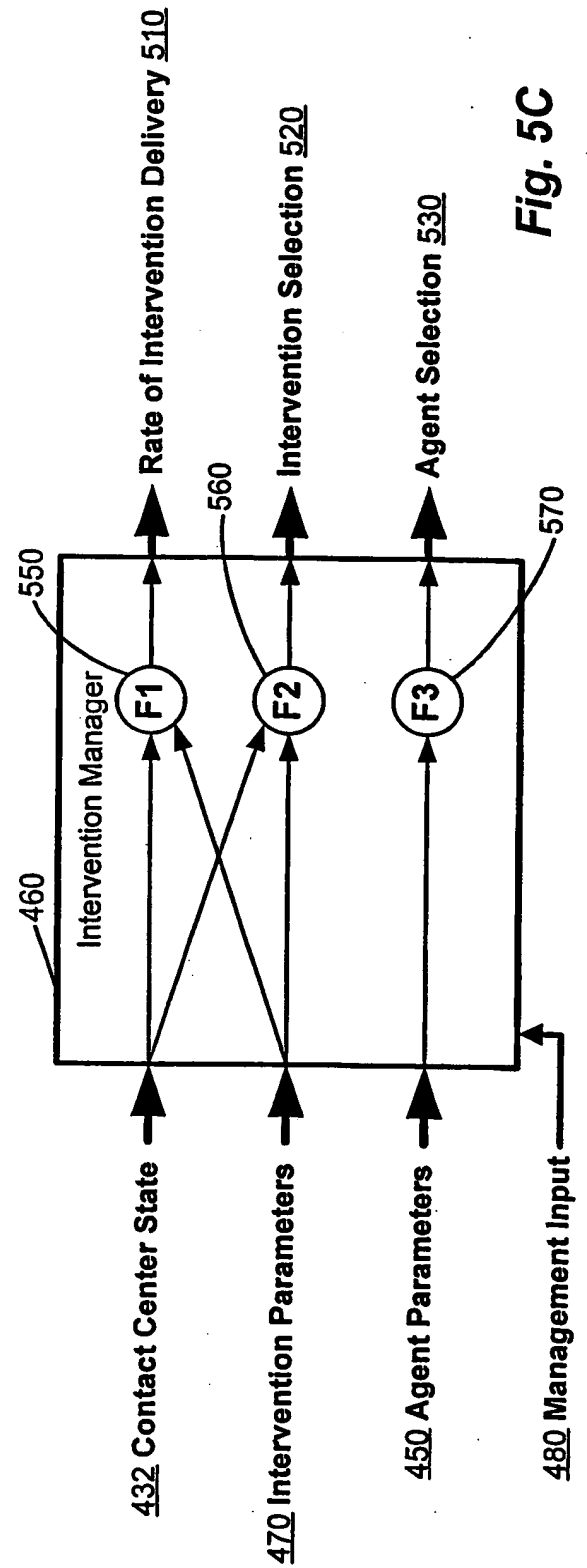 432 Contact Center State
470 Intervention Parameters
450 Agent Parameters
480 Management Input
460
Intervention Manager
550
F1
560
F2
570
F3
Rate of Intervention Delivery 510
Intervention Selection 520
Agent Selection 530
Fig. 5C